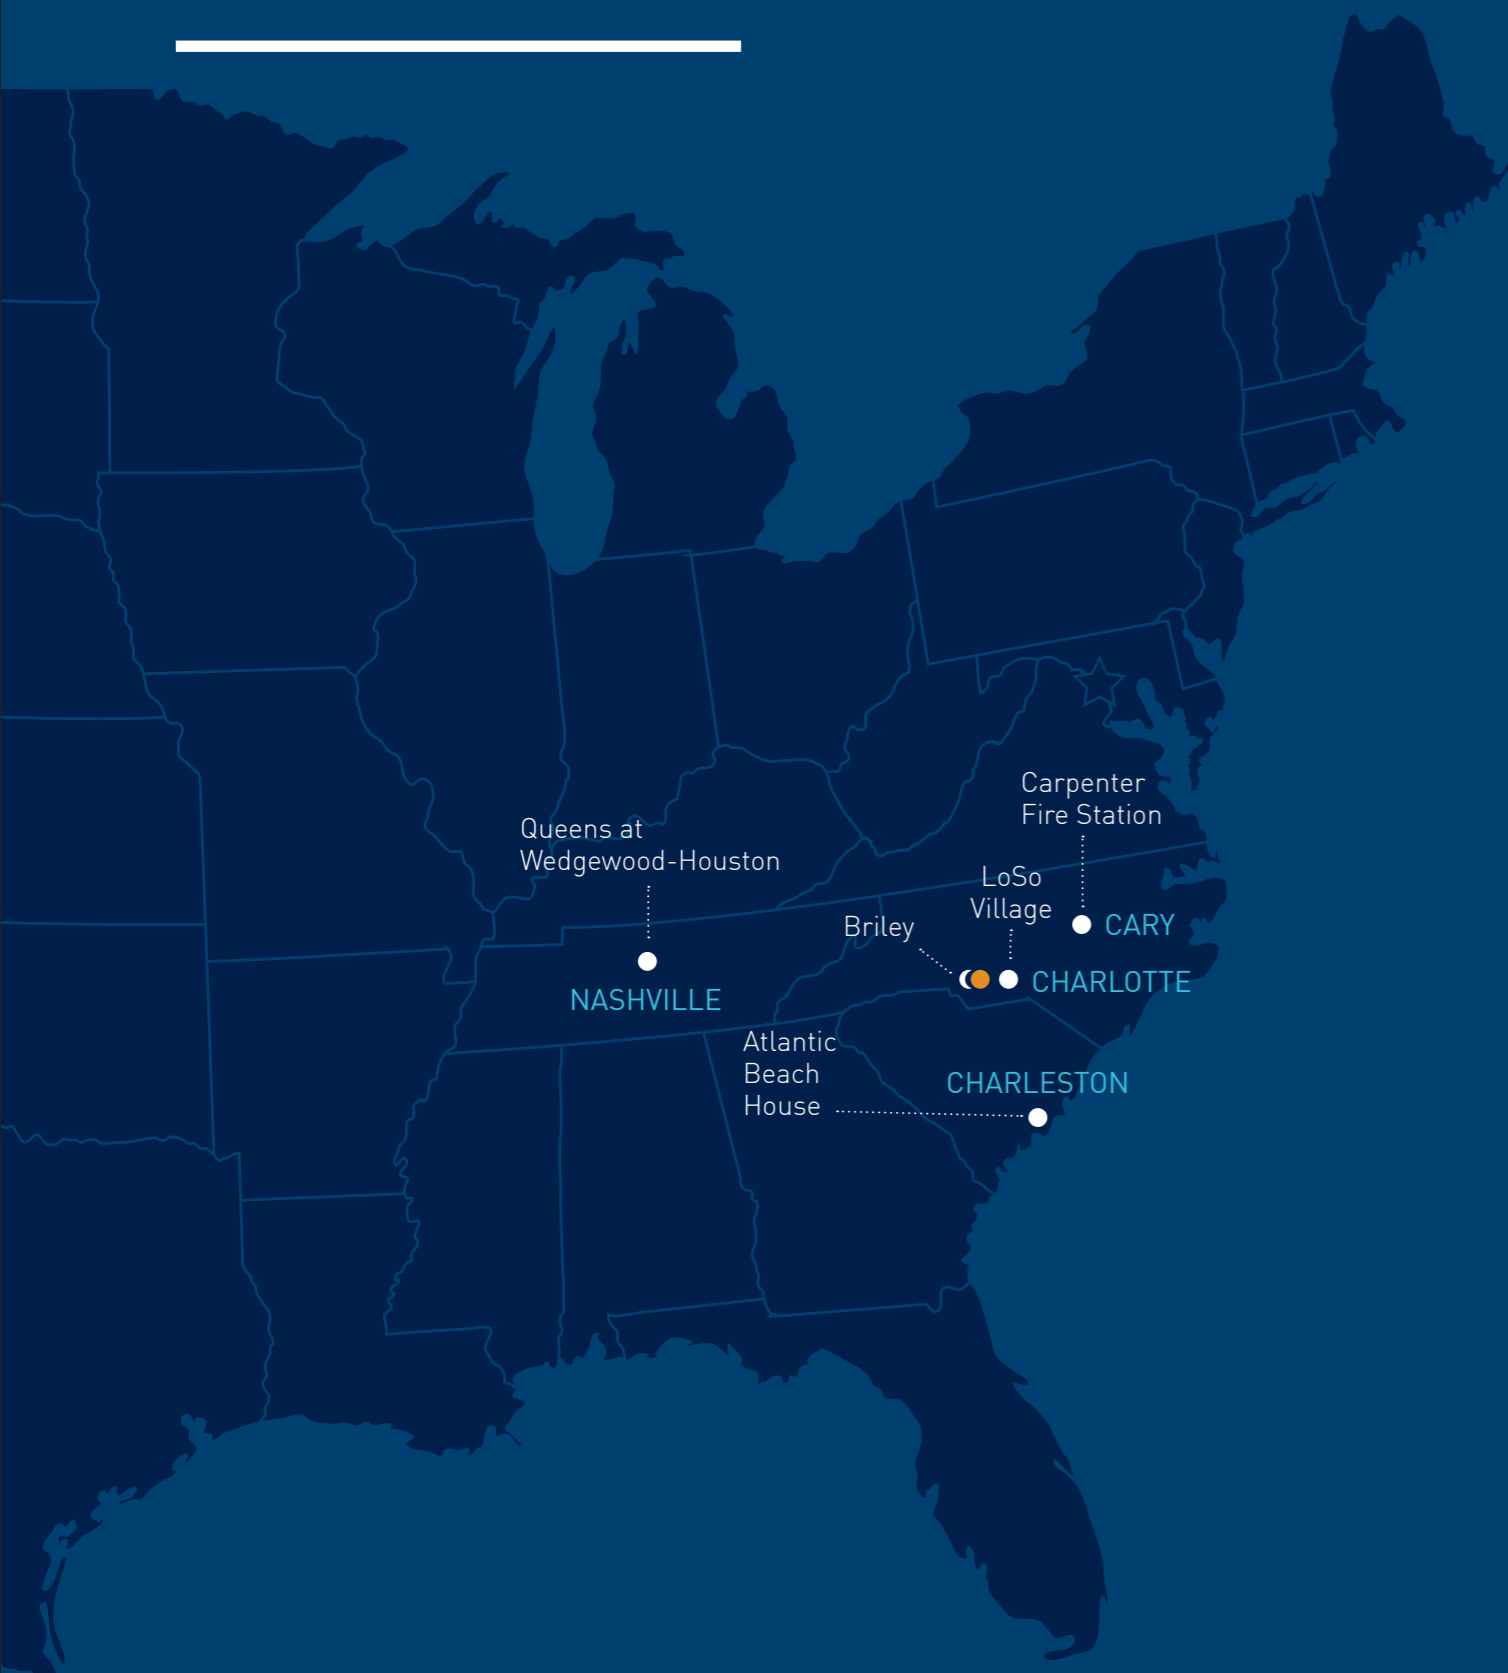 Carpenter
Fire Station
Queens at
Wedgewood-Houston
LoSo
Village
Briley
CARY
CHARLOTTE
NASHVILLE
Atlantic
Beach
House
CHARLESTON